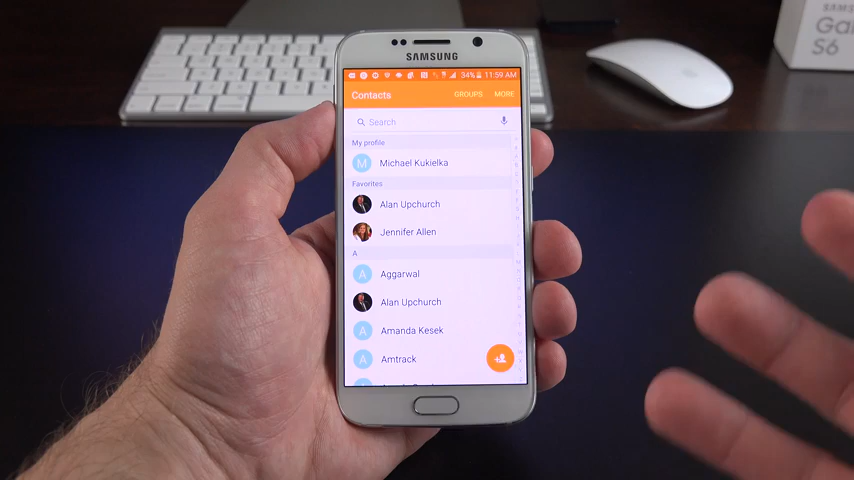 SAMSUNG
34% 11:59 AM
Contacts GROUPS MORE
Search
My profile
M Michael Kukielka
Favorites
Alan Upchurch
Jennifer Allen
A
A Aggarwal
Alan Upchurch
A Amanda Kesek
A Amtrack
S6